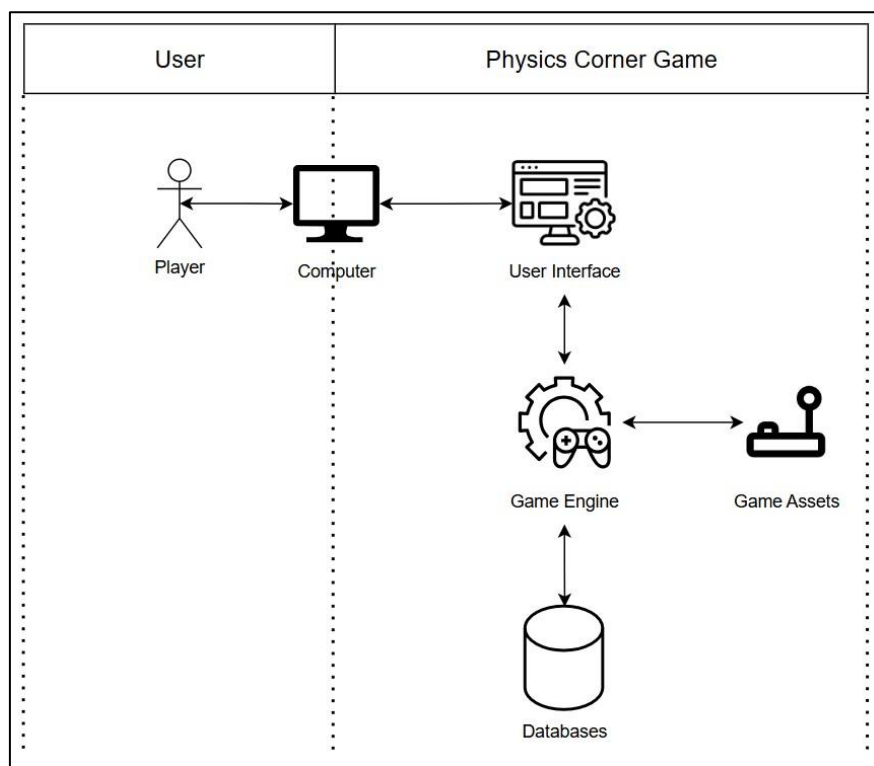 User
Physics Corner Game
Player
Computer
User Interface
Game Engine
Game Assets
Databases